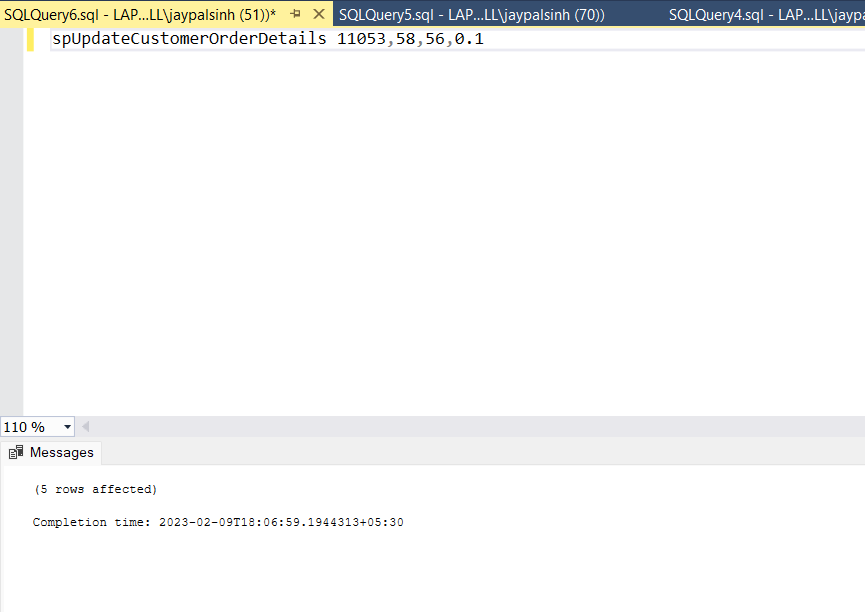 SQLQuery6.sql - LAP...LL\jaypalsinh (51))* SQLQuery5.sql - LAP...LL\jaypalsinh (70)) SQLQuery4.sql - LAP...LL\jaypa
spUpdateCustomerOrderDetails 11053,58,56,0.1
110 %
Messages
(5 rows affected)
Completion time: 2023-02-09T18:06:59.1944313+05:30